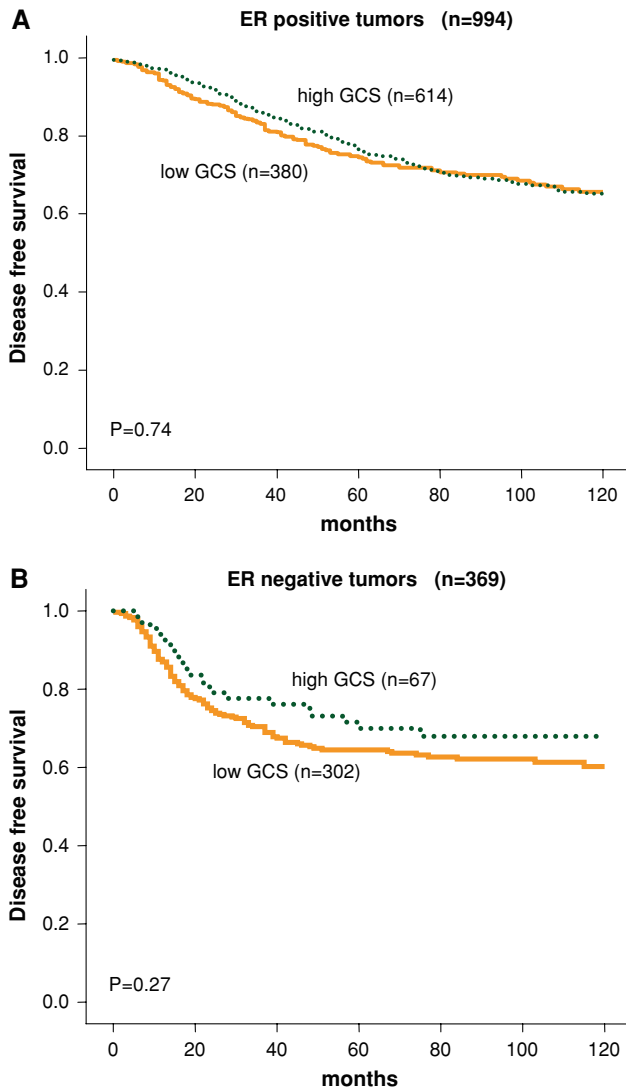 A
ER positive tumors (n=994)
1.0
0.8
0.6
0.4
0.2
0.0
Disease free survival
high GCS (n=614)
low GCS (n=380)
P=0.74
0 20 40 60 80 100 120
months
B
ER negative tumors (n=369)
1.0
0.8
0.6
0.4
0.2
0.0
Disease free survival
high GCS (n=67)
low GCS (n=302)
P=0.27
0 20 40 60 80 100 120
months